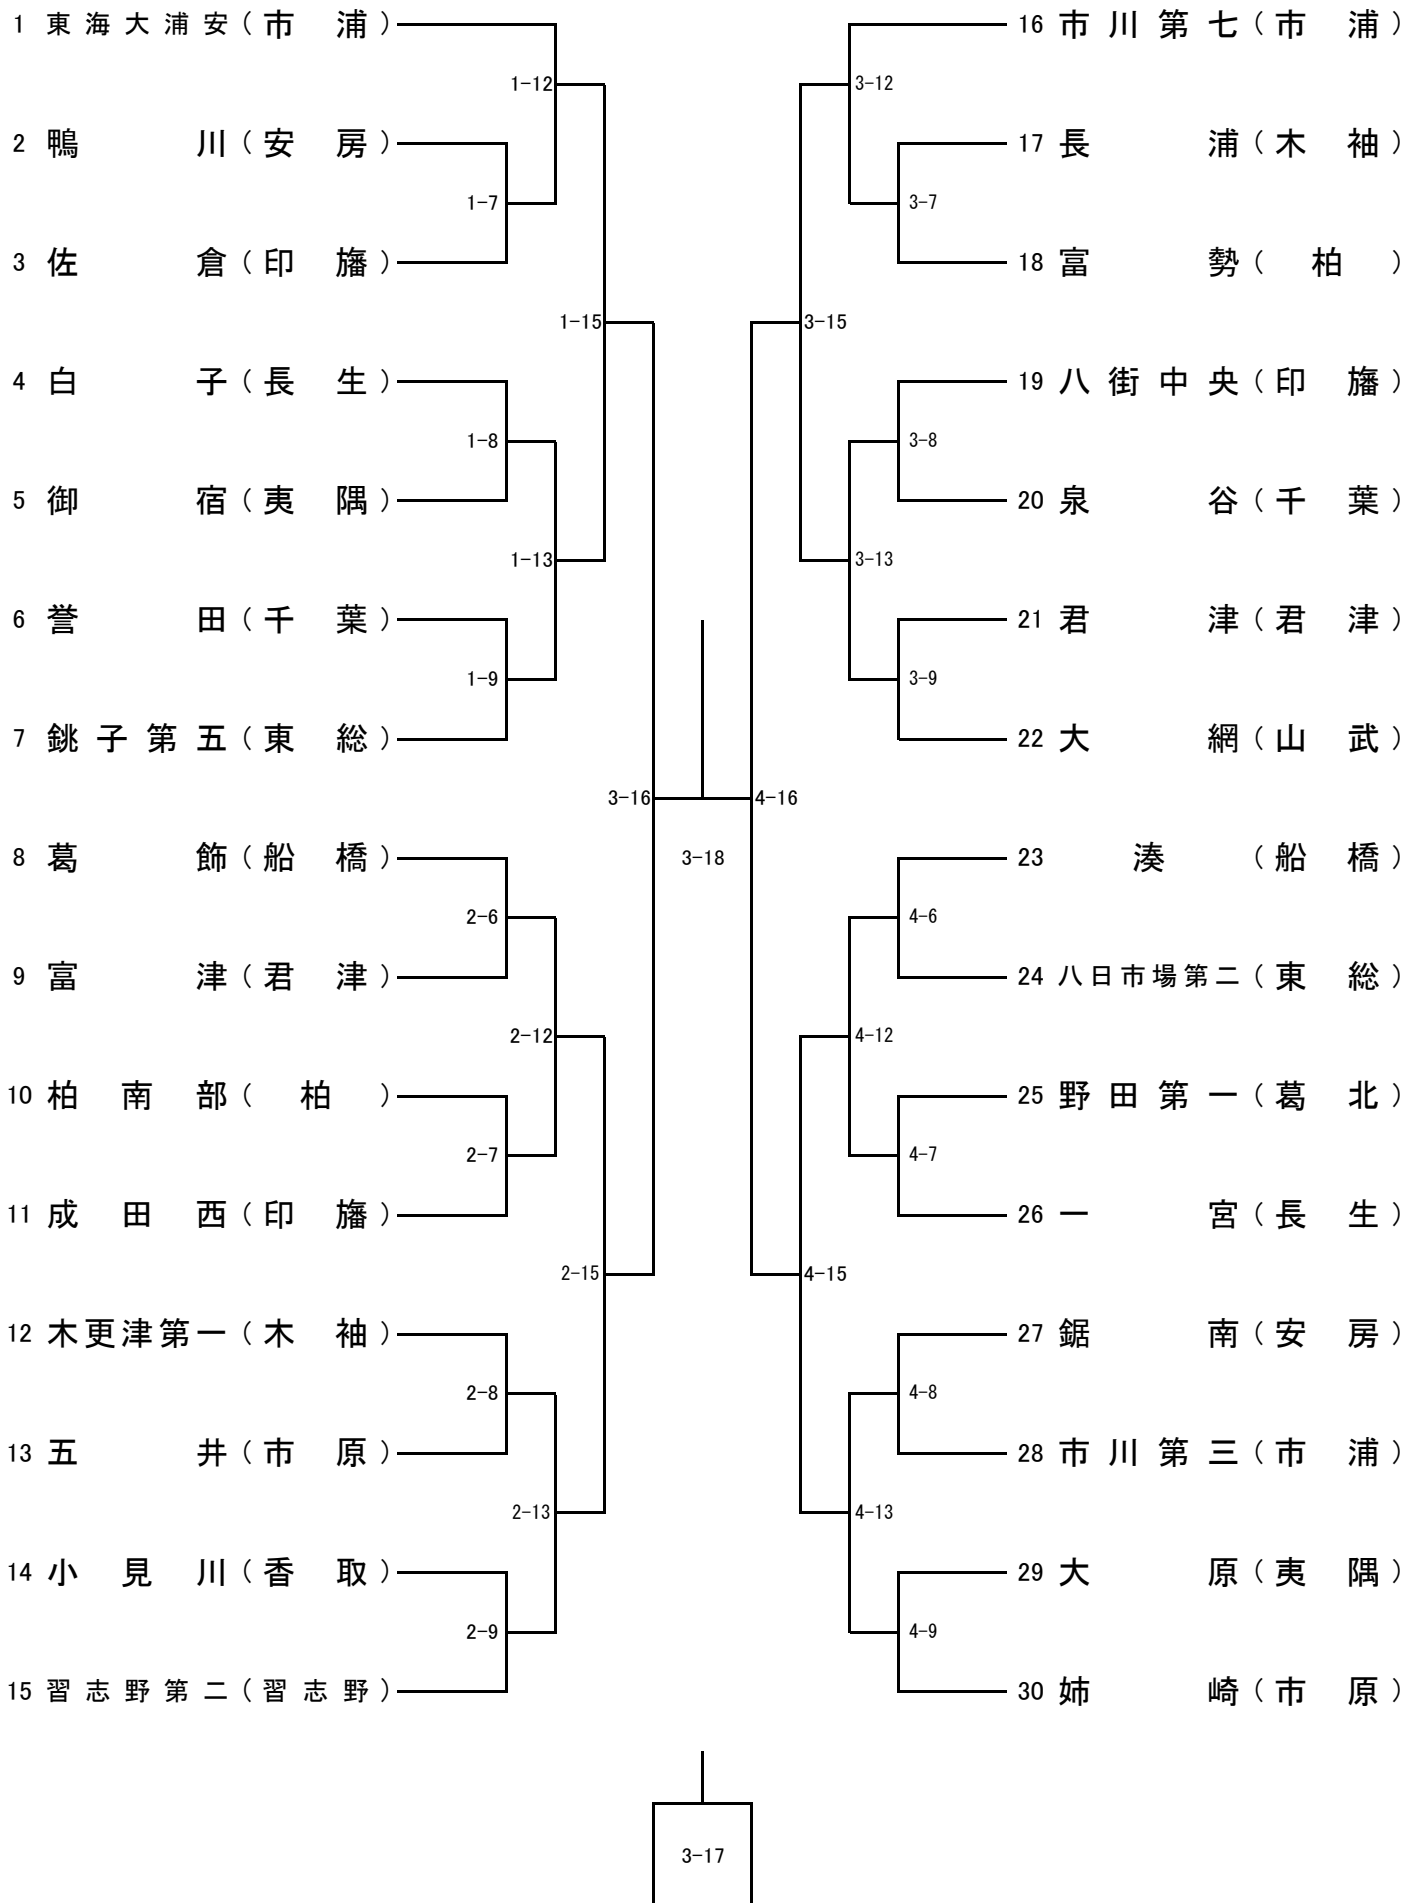 1 東海大浦安（市浦）
1-12
2 鴨川（安房）
1-7
3 佐倉（印旛）
1-15
4 白子（長生）
1-8
5 御宿（夷隅）
1-13
6 誉田（千葉）
1-9
7 銚子第五（東総）
3-16
8 葛飾（船橋）
2-6
9 富津（君津）
2-12
10 柏南部（柏）
2-7
11 成田西（印旛）
2-15
12 木更津第一（木袖）
2-8
13 五井（市原）
2-13
14 小見川（香取）
2-9
15 習志野第二（習志野）
3-18
16 市川第七（市浦）
3-12
17 長浦（木袖）
3-7
18 富勢（柏）
3-15
19 八街中央（印旛）
3-8
20 泉谷（千葉）
3-13
21 君津（君津）
3-9
22 大網（山武）
4-16
23 湊（船橋）
4-6
24 八日市場第二（東総）
4-12
25 野田第一（葛北）
4-7
26 一宮（長生）
4-15
27 鋸南（安房）
4-8
28 市川第三（市浦）
4-13
29 大原（夷隅）
4-9
30 姉崎（市原）
3-17